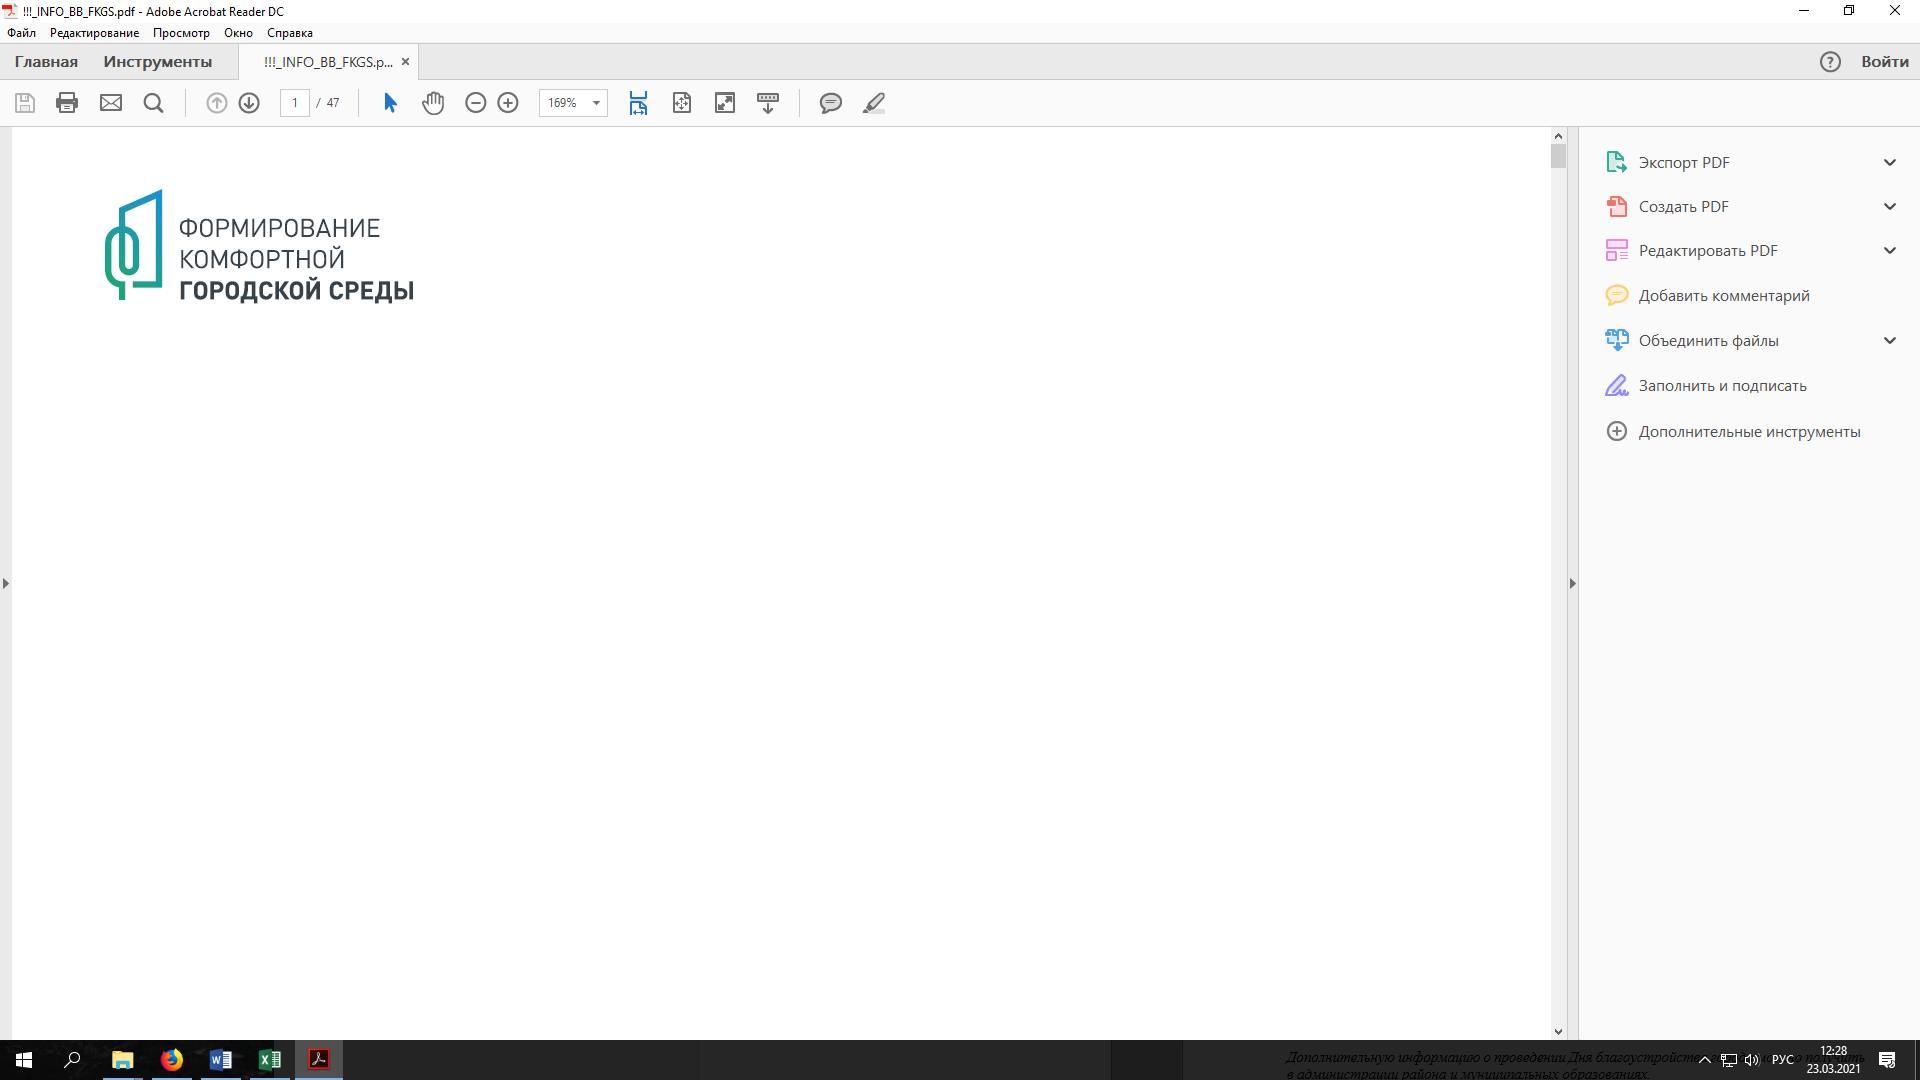 !!!_INFO_BB_FKGS.pdf - Adobe Acrobat Reader DC
Файл Редактирование Просмотр Окно Справка
Главная Инструменты !!!_INFO_BB_FKGS.p... × ? Войти
1 / 47 169%
ФОРМИРОВАНИЕ
КОМФОРТНОЙ
ГОРОДСКОЙ СРЕДЫ
Экспорт PDF
Создать PDF
Редактировать PDF
Добавить комментарий
Объединить файлы
Заполнить и подписать
Дополнительные инструменты
Дополнительную информацию о проведении Дня благоустройст
в администрации района и муниципальных образованиях.
РУС
12:28
23.03.2021